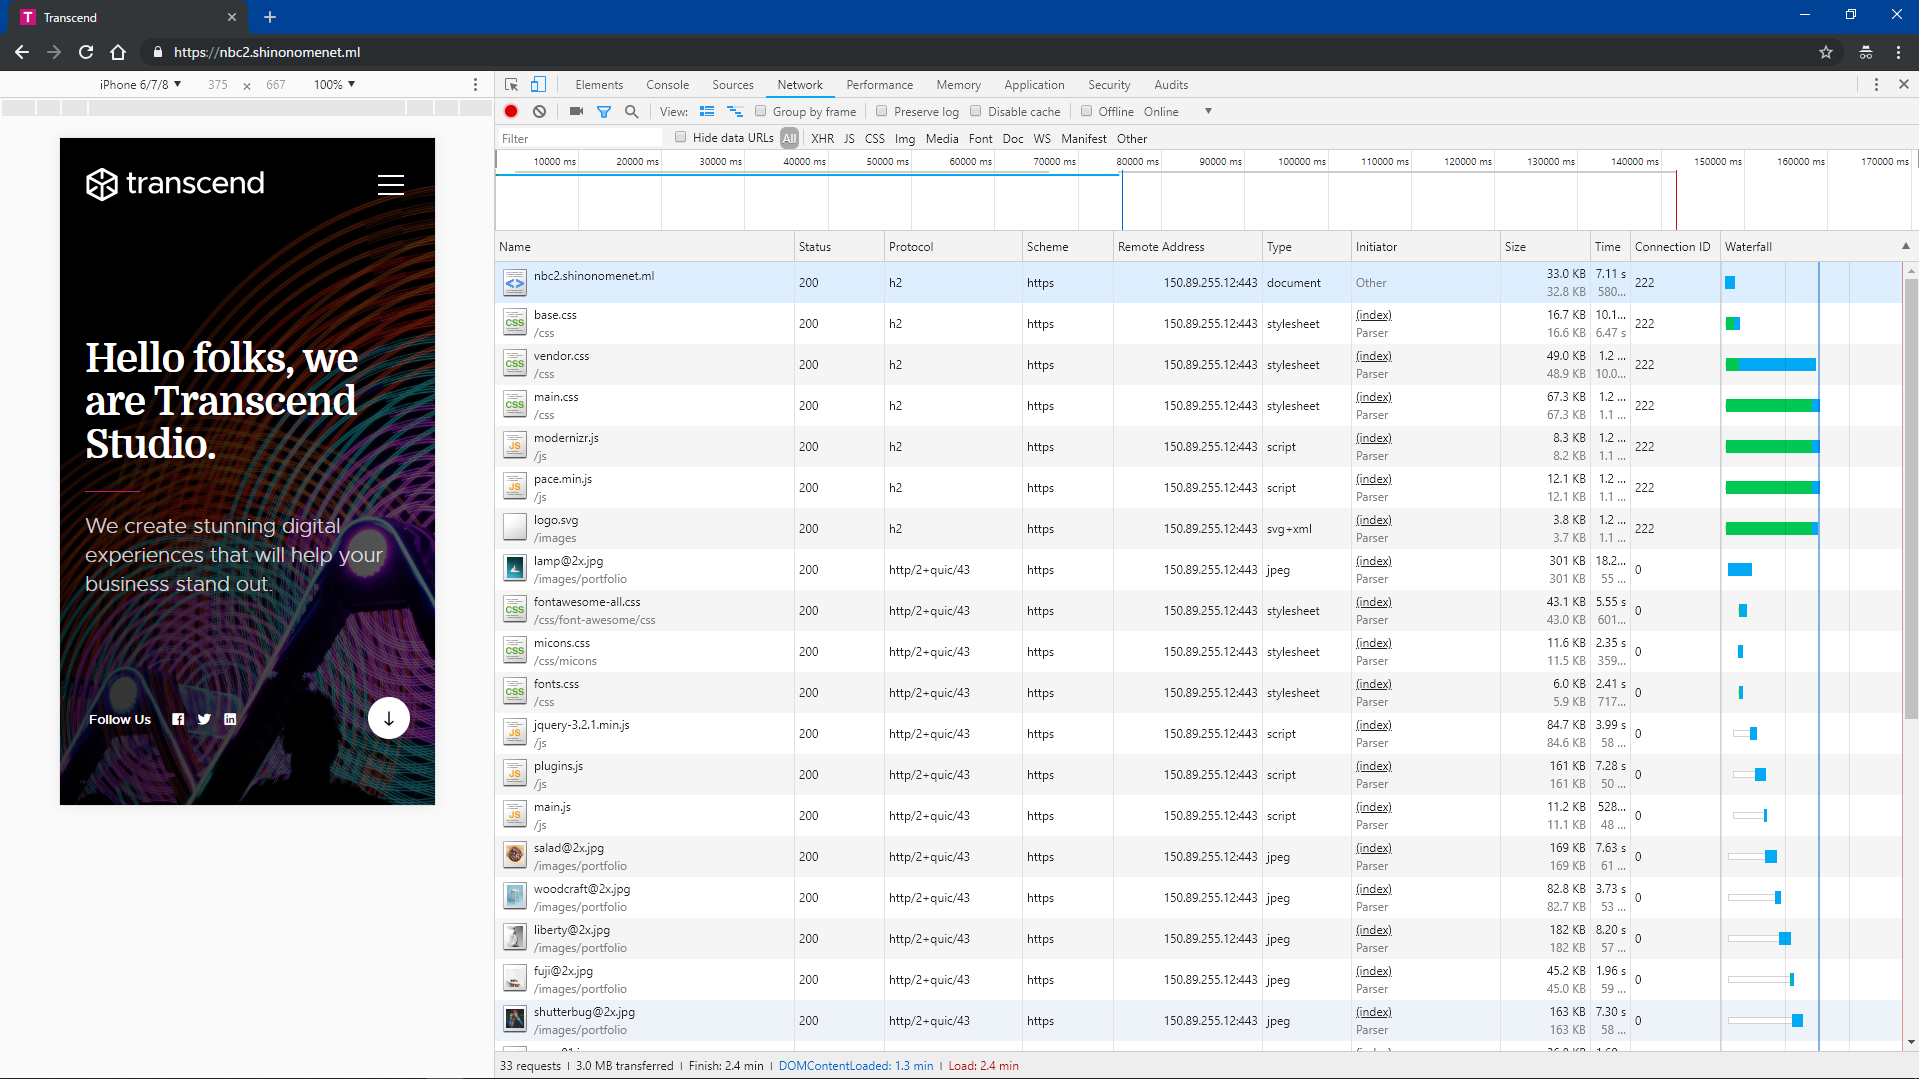 Transcend
https://nbc2.shinonomenet.ml
iPhone 6/7/8 ▼ 375 × 667 100% ▼
Elements Console Sources Network Performance Memory Application Security Audits
View: Group by frame Preserve log Disable cache Offline Online ▼
Filter Hide data URLs All XHR JS CSS Img Media Font Doc WS Manifest Other
10000 ms 20000 ms 30000 ms 40000 ms 50000 ms 60000 ms 70000 ms 80000 ms 90000 ms 100000 ms 110000 ms 120000 ms 130000 ms 140000 ms 150000 ms 160000 ms 170000 ms
transcend
Hello folks, we
are Transcend
Studio.
We create stunning digital
experiences that will help your
business stand out.
Follow Us
Name Status Protocol Scheme Remote Address Type Initiator Size Time Connection ID Waterfall
nbc2.shinonomenet.ml 200 h2 https 150.89.255.12:443 document Other 33.0 KB 7.11 s 222
32.8 KB 580...
base.css 200 h2 https 150.89.255.12:443 stylesheet (index) 16.7 KB 10.1... 222
/css Parser 16.6 KB 6.47 s
vendor.css 200 h2 https 150.89.255.12:443 stylesheet (index) 49.0 KB 1.2 ... 222
/css Parser 48.9 KB 10.0...
main.css 200 h2 https 150.89.255.12:443 stylesheet (index) 67.3 KB 1.2 ... 222
/css Parser 67.3 KB 1.1 ...
modernizr.js 200 h2 https 150.89.255.12:443 script (index) 8.3 KB 1.2 ... 222
/js Parser 8.2 KB 1.1 ...
pace.min.js 200 h2 https 150.89.255.12:443 script (index) 12.1 KB 1.2 ... 222
/js Parser 12.1 KB 1.1 ...
logo.svg 200 h2 https 150.89.255.12:443 svg+xml (index) 3.8 KB 1.2 ... 222
/images Parser 3.7 KB 1.1 ...
lamp@2x.jpg 200 http/2+quic/43 https 150.89.255.12:443 jpeg (index) 301 KB 18.2... 0
/images/portfolio Parser 301 KB 55 ...
fontawesome-all.css 200 http/2+quic/43 https 150.89.255.12:443 stylesheet (index) 43.1 KB 5.55 s 0
/css/font-awesome/css Parser 43.0 KB 601...
micons.css 200 http/2+quic/43 https 150.89.255.12:443 stylesheet (index) 11.6 KB 2.35 s 0
/css/micons Parser 11.5 KB 359...
fonts.css 200 http/2+quic/43 https 150.89.255.12:443 stylesheet (index) 6.0 KB 2.41 s 0
/css Parser 5.9 KB 717...
jquery-3.2.1.min.js 200 http/2+quic/43 https 150.89.255.12:443 script (index) 84.7 KB 3.99 s 0
/js Parser 84.6 KB 58 ...
plugins.js 200 http/2+quic/43 https 150.89.255.12:443 script (index) 161 KB 7.28 s 0
/js Parser 161 KB 50 ...
main.js 200 http/2+quic/43 https 150.89.255.12:443 script (index) 11.2 KB 528... 0
/js Parser 11.1 KB 48 ...
salad@2x.jpg 200 http/2+quic/43 https 150.89.255.12:443 jpeg (index) 169 KB 7.63 s 0
/images/portfolio Parser 169 KB 61 ...
woodcraft@2x.jpg 200 http/2+quic/43 https 150.89.255.12:443 jpeg (index) 82.8 KB 3.73 s 0
/images/portfolio Parser 82.7 KB 53 ...
liberty@2x.jpg 200 http/2+quic/43 https 150.89.255.12:443 jpeg (index) 182 KB 8.20 s 0
/images/portfolio Parser 182 KB 57 ...
fuji@2x.jpg 200 http/2+quic/43 https 150.89.255.12:443 jpeg (index) 45.2 KB 1.96 s 0
/images/portfolio Parser 45.0 KB 59 ...
shutterbug@2x.jpg 200 http/2+quic/43 https 150.89.255.12:443 jpeg (index) 163 KB 7.30 s 0
/images/portfolio Parser 163 KB 58 ...
33 requests | 3.0 MB transferred | Finish: 2.4 min | DOMContentLoaded: 1.3 min | Load: 2.4 min